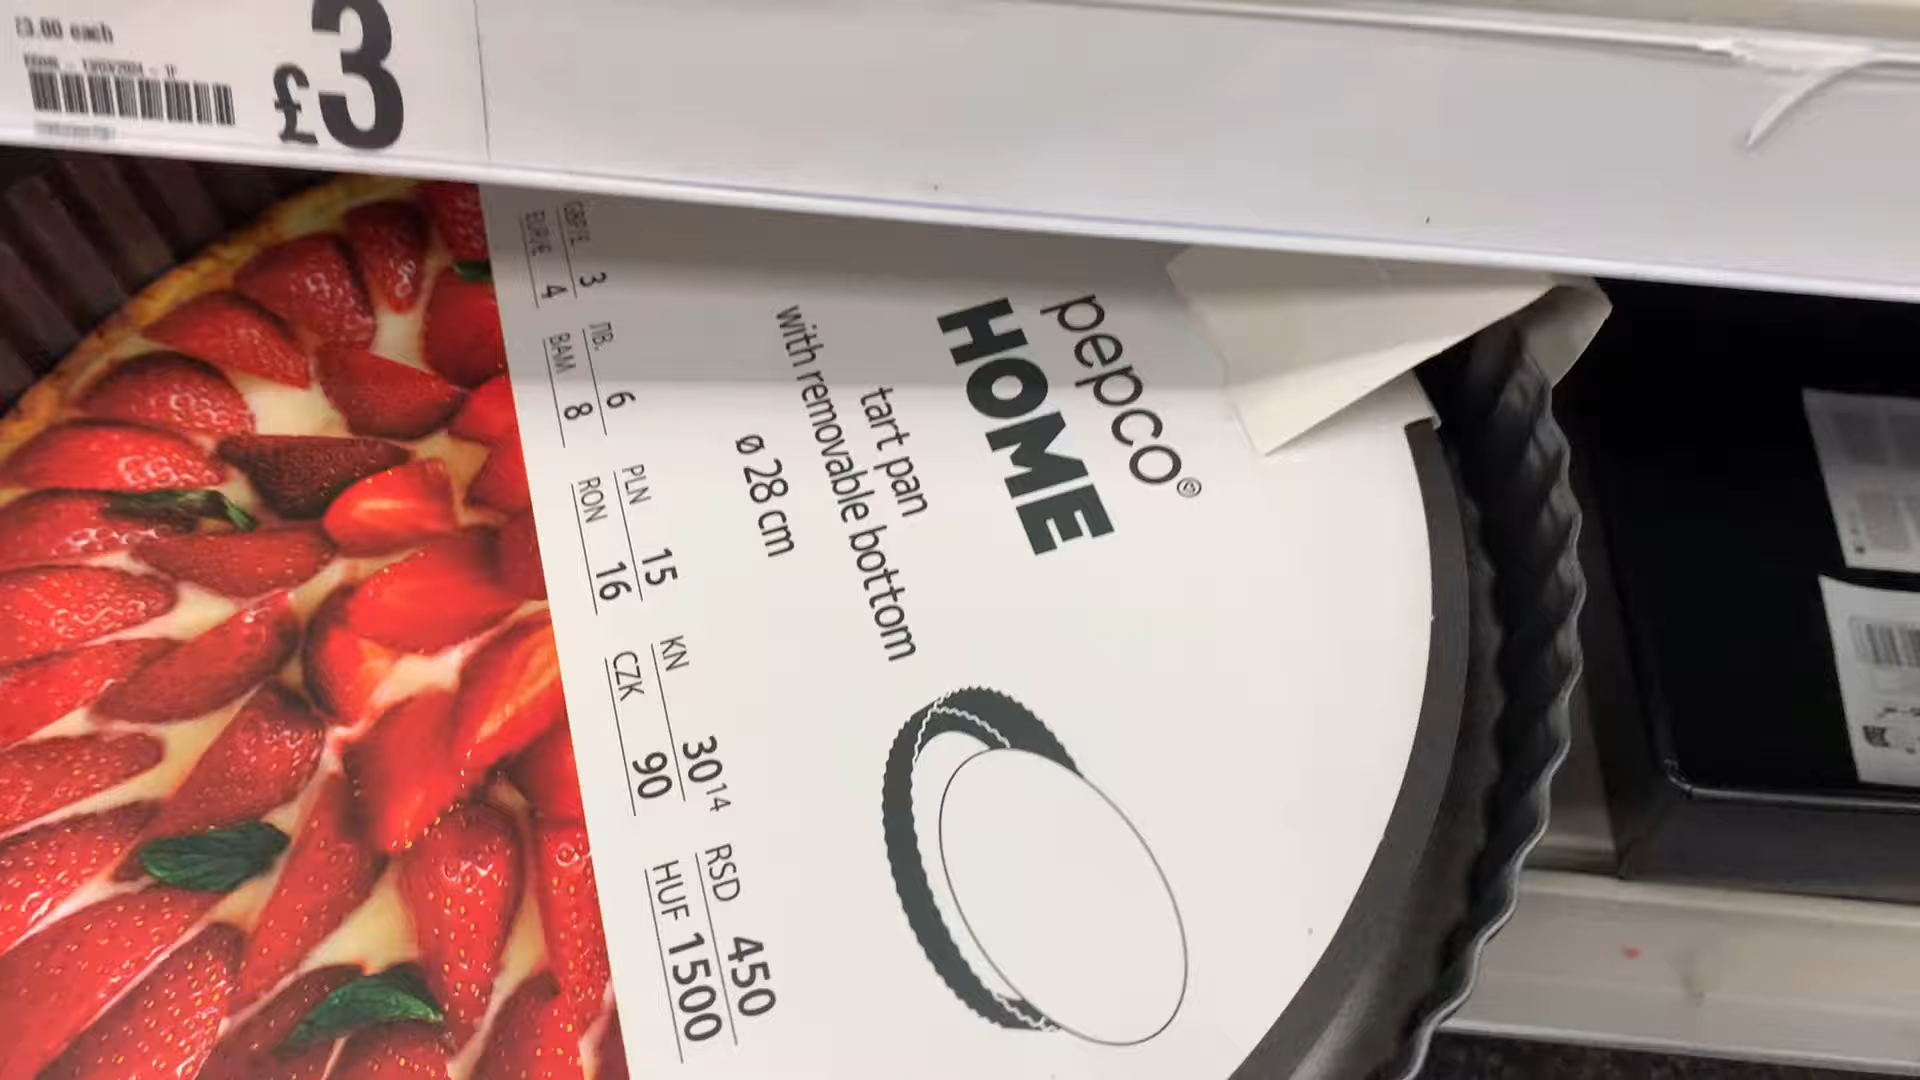 £3.00 each
£3
pepco®
HOME
tart pan
with removable bottom
ø 28 cm
GBP/£ 3 ЛВ. 6 PLN 15 KN 30¹⁴ RSD 450
EUR/€ 4 BAM 8 RON 16 CZK 90 HUF 1500